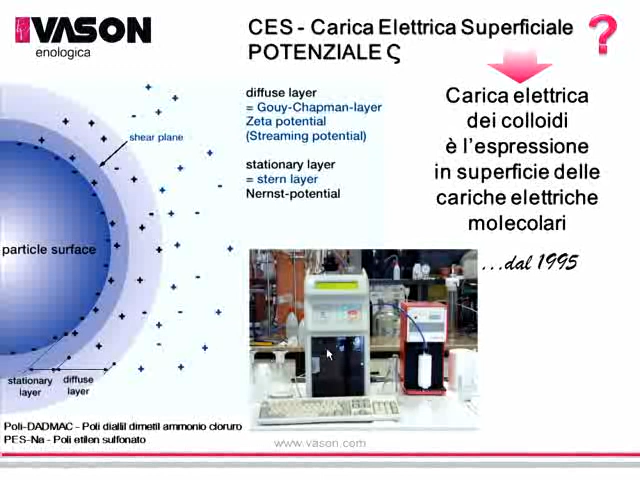 VASON
enologica
CES - Carica Elettrica Superficiale
POTENZIALE ς
?
diffuse layer
= Gouy-Chapman-layer
Zeta potential
(Streaming potential)
stationary layer
= stern layer
Nernst-potential
shear plane
particle surface
stationary layer
diffuse layer
Carica elettrica
dei colloidi
è l'espressione
in superficie delle
cariche elettriche
molecolari
...dal 1995
Poli-DADMAC - Poli diallil dimetil ammonio cloruro
PES-Na - Poli etilen sulfonato
www.vason.com